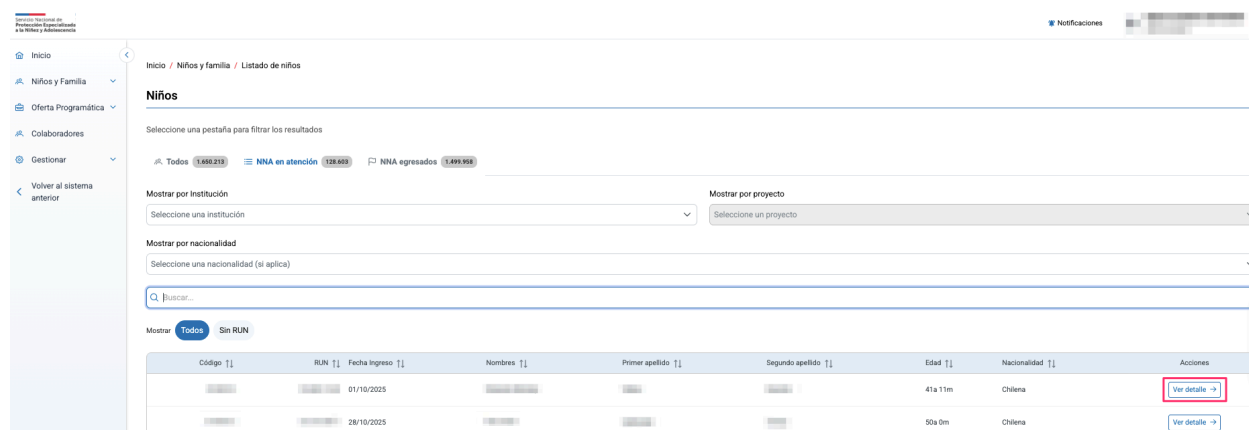 Servicio Nacional de
Protección Especializada
a la Niñez y Adolescencia
Notificaciones
Inicio
Niños y Familia
Oferta Programática
Colaboradores
Gestionar
Volver al sistema
anterior
Inicio / Niños y familia / Listado de niños
Niños
Seleccione una pestaña para filtrar los resultados
Todos 1.650.213 NNA en atención 128.603 NNA egresados 1.499.958
Mostrar por Institución Mostrar por proyecto
Seleccione una institución Seleccione un proyecto
Mostrar por nacionalidad
Seleccione una nacionalidad (si aplica)
Buscar...
Mostrar Todos Sin RUN
Código RUN Fecha Ingreso Nombres Primer apellido Segundo apellido Edad Nacionalidad Acciones
01/10/2025 41a 11m Chilena Ver detalle →
28/10/2025 50a 0m Chilena Ver detalle →